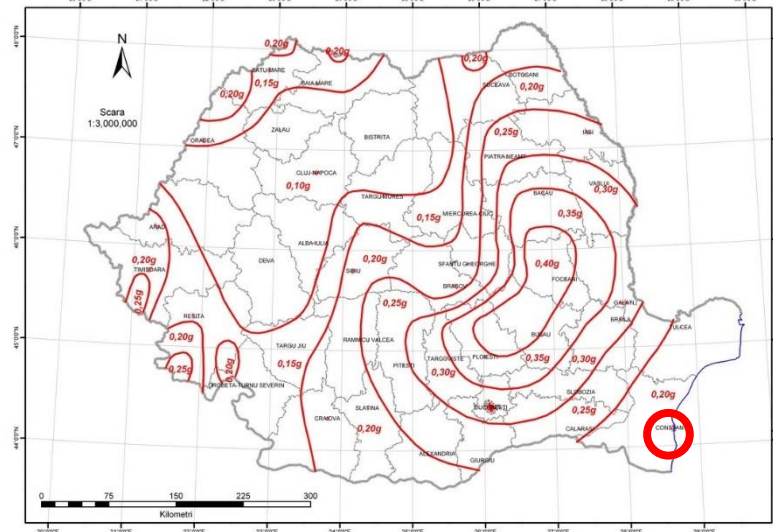 N
Scara
1:3,000,000
0,20g
0,20g
0,20g
SATU MARE
BAIA-MARE
0,15g
0,20g
BOTOSANI
SUCEAVA
0,20g
ORADEA
ZALAU
BISTRITA
0,25g
IASI
PIATRA-NEAMT
CLUJ-NAPOCA
0,10g
TARGU-MURES
VASLUI
0,30g
BACAU
0,15g
MIERCUREA-CIUC
0,35g
ARAD
ALBA-IULIA
0,20g
TIMISOARA
DEVA
SIBIU
0,20g
SFANTU GHEORGHE
0,40g
FOCSANI
BRASOV
0,25g
0,25g
GALATI
RESITA
BRAILA
TULCEA
0,20g
RAMNICU VALCEA
BUZAU
TARGU JIU
PITESTI
TARGOVISTE
PLOIESTI
0,35g
0,30g
0,25g
0,20g
0,15g
0,30g
DROBETA-TURNU SEVERIN
SLOBOZIA
0,20g
SLATINA
BUCURESTI
0,25g
CRAIOVA
0,20g
CALARASI
ALEXANDRIA
GIURGIU
0 75 150 225 300
Kilometri